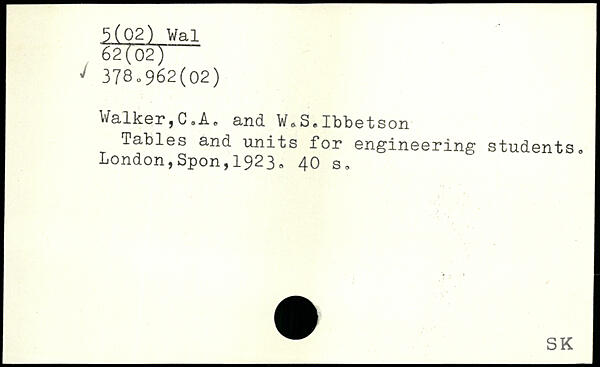 5(02) Wal
62(02)
✓ 378.962(02)
Walker,C.A. and W.S.Ibbetson
Tables and units for engineering students.
London,Spon,1923. 40 s.
SK